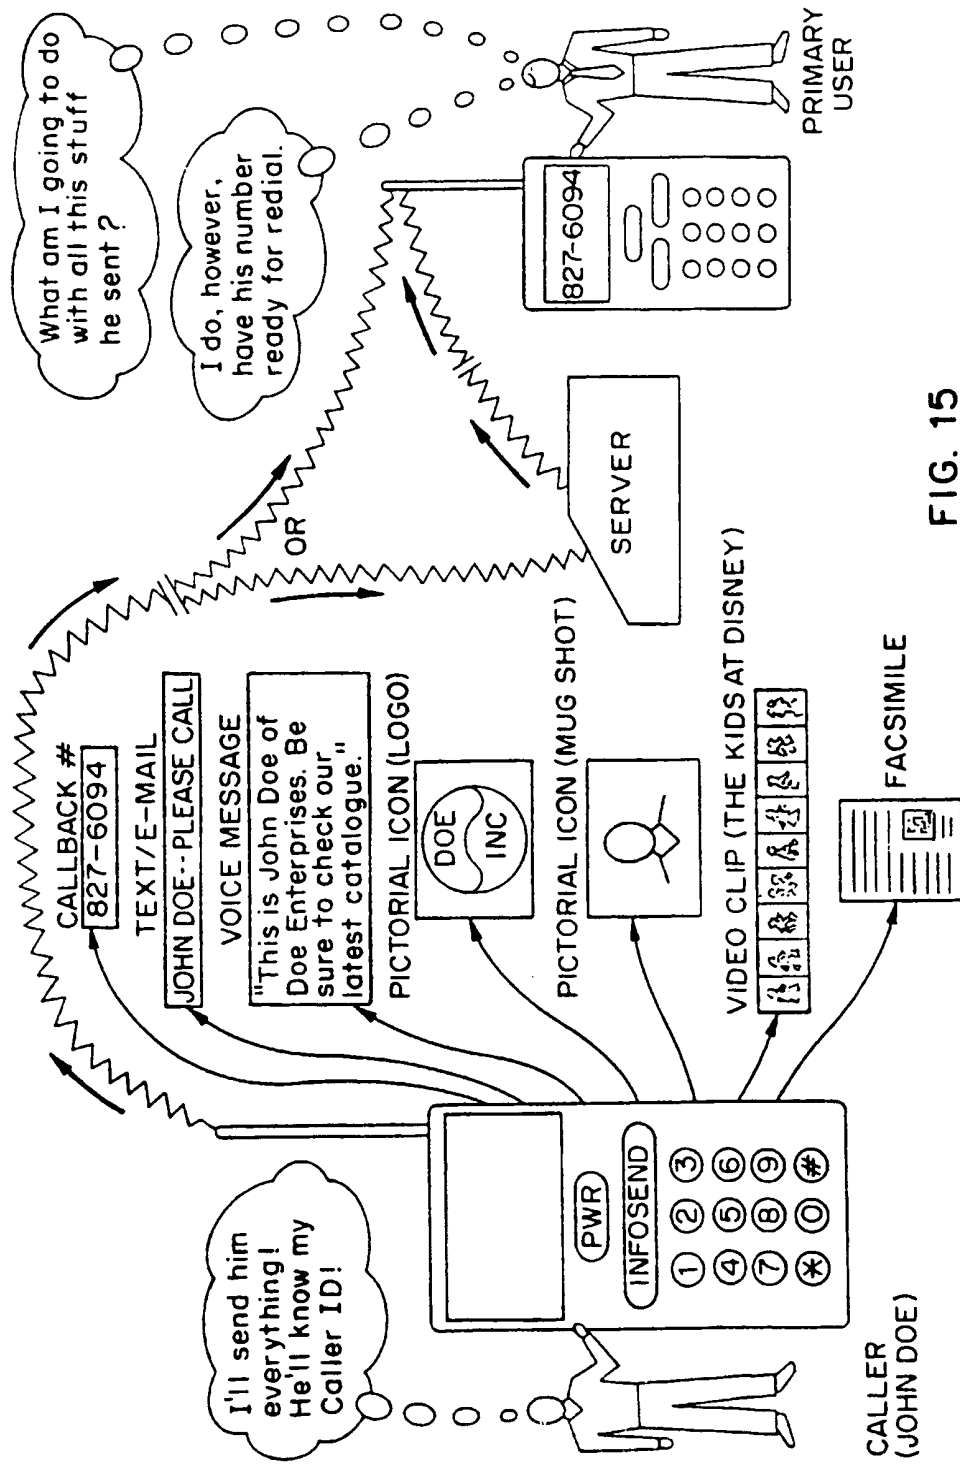 I'll send him
everything!
He'll know my
Caller ID!
CALLER
(JOHN DOE)
PWR
INFOSEND
1 2 3
4 5 6
7 8 9
* 0 #
CALLBACK #
827-6094
TEXT/E-MAIL
JOHN DOE--PLEASE CALL
VOICE MESSAGE
"This is John Doe of
Doe Enterprises. Be
sure to check our
latest catalogue."
PICTORIAL ICON (LOGO)
DOE
INC
PICTORIAL ICON (MUG SHOT)
VIDEO CLIP (THE KIDS AT DISNEY)
FACSIMILE
OR
SERVER
What am I going to do
with all this stuff
he sent?
I do, however,
have his number
ready for redial.
827-6094
PRIMARY
USER
FIG. 15